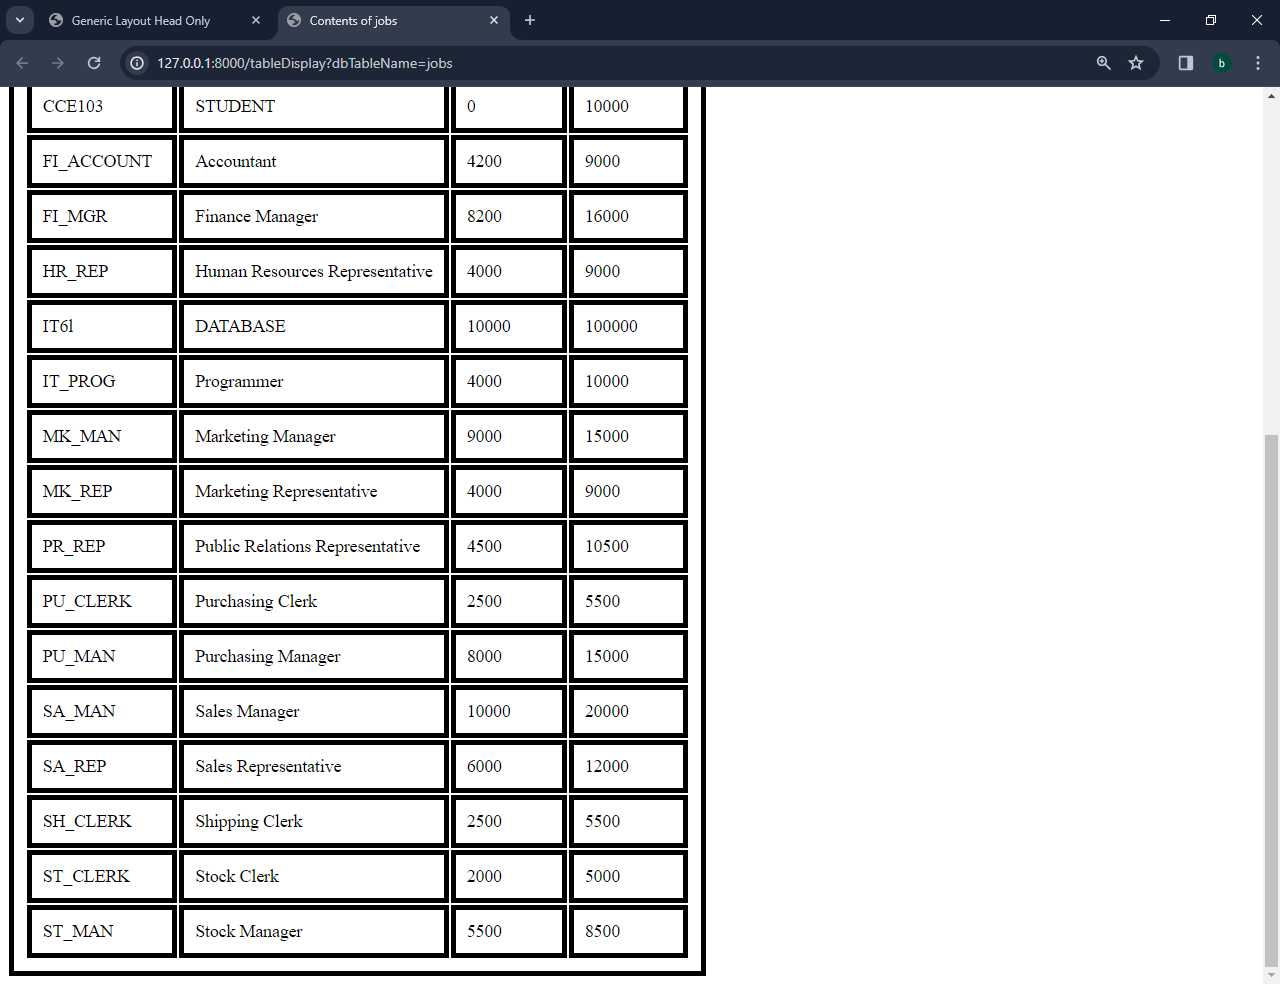 Generic Layout Head Only
Contents of jobs
127.0.0.1:8000/tableDisplay?dbTableName=jobs
b
CCE103 STUDENT 0 10000
FI_ACCOUNT Accountant 4200 9000
FI_MGR Finance Manager 8200 16000
HR_REP Human Resources Representative 4000 9000
IT6l DATABASE 10000 100000
IT_PROG Programmer 4000 10000
MK_MAN Marketing Manager 9000 15000
MK_REP Marketing Representative 4000 9000
PR_REP Public Relations Representative 4500 10500
PU_CLERK Purchasing Clerk 2500 5500
PU_MAN Purchasing Manager 8000 15000
SA_MAN Sales Manager 10000 20000
SA_REP Sales Representative 6000 12000
SH_CLERK Shipping Clerk 2500 5500
ST_CLERK Stock Clerk 2000 5000
ST_MAN Stock Manager 5500 8500